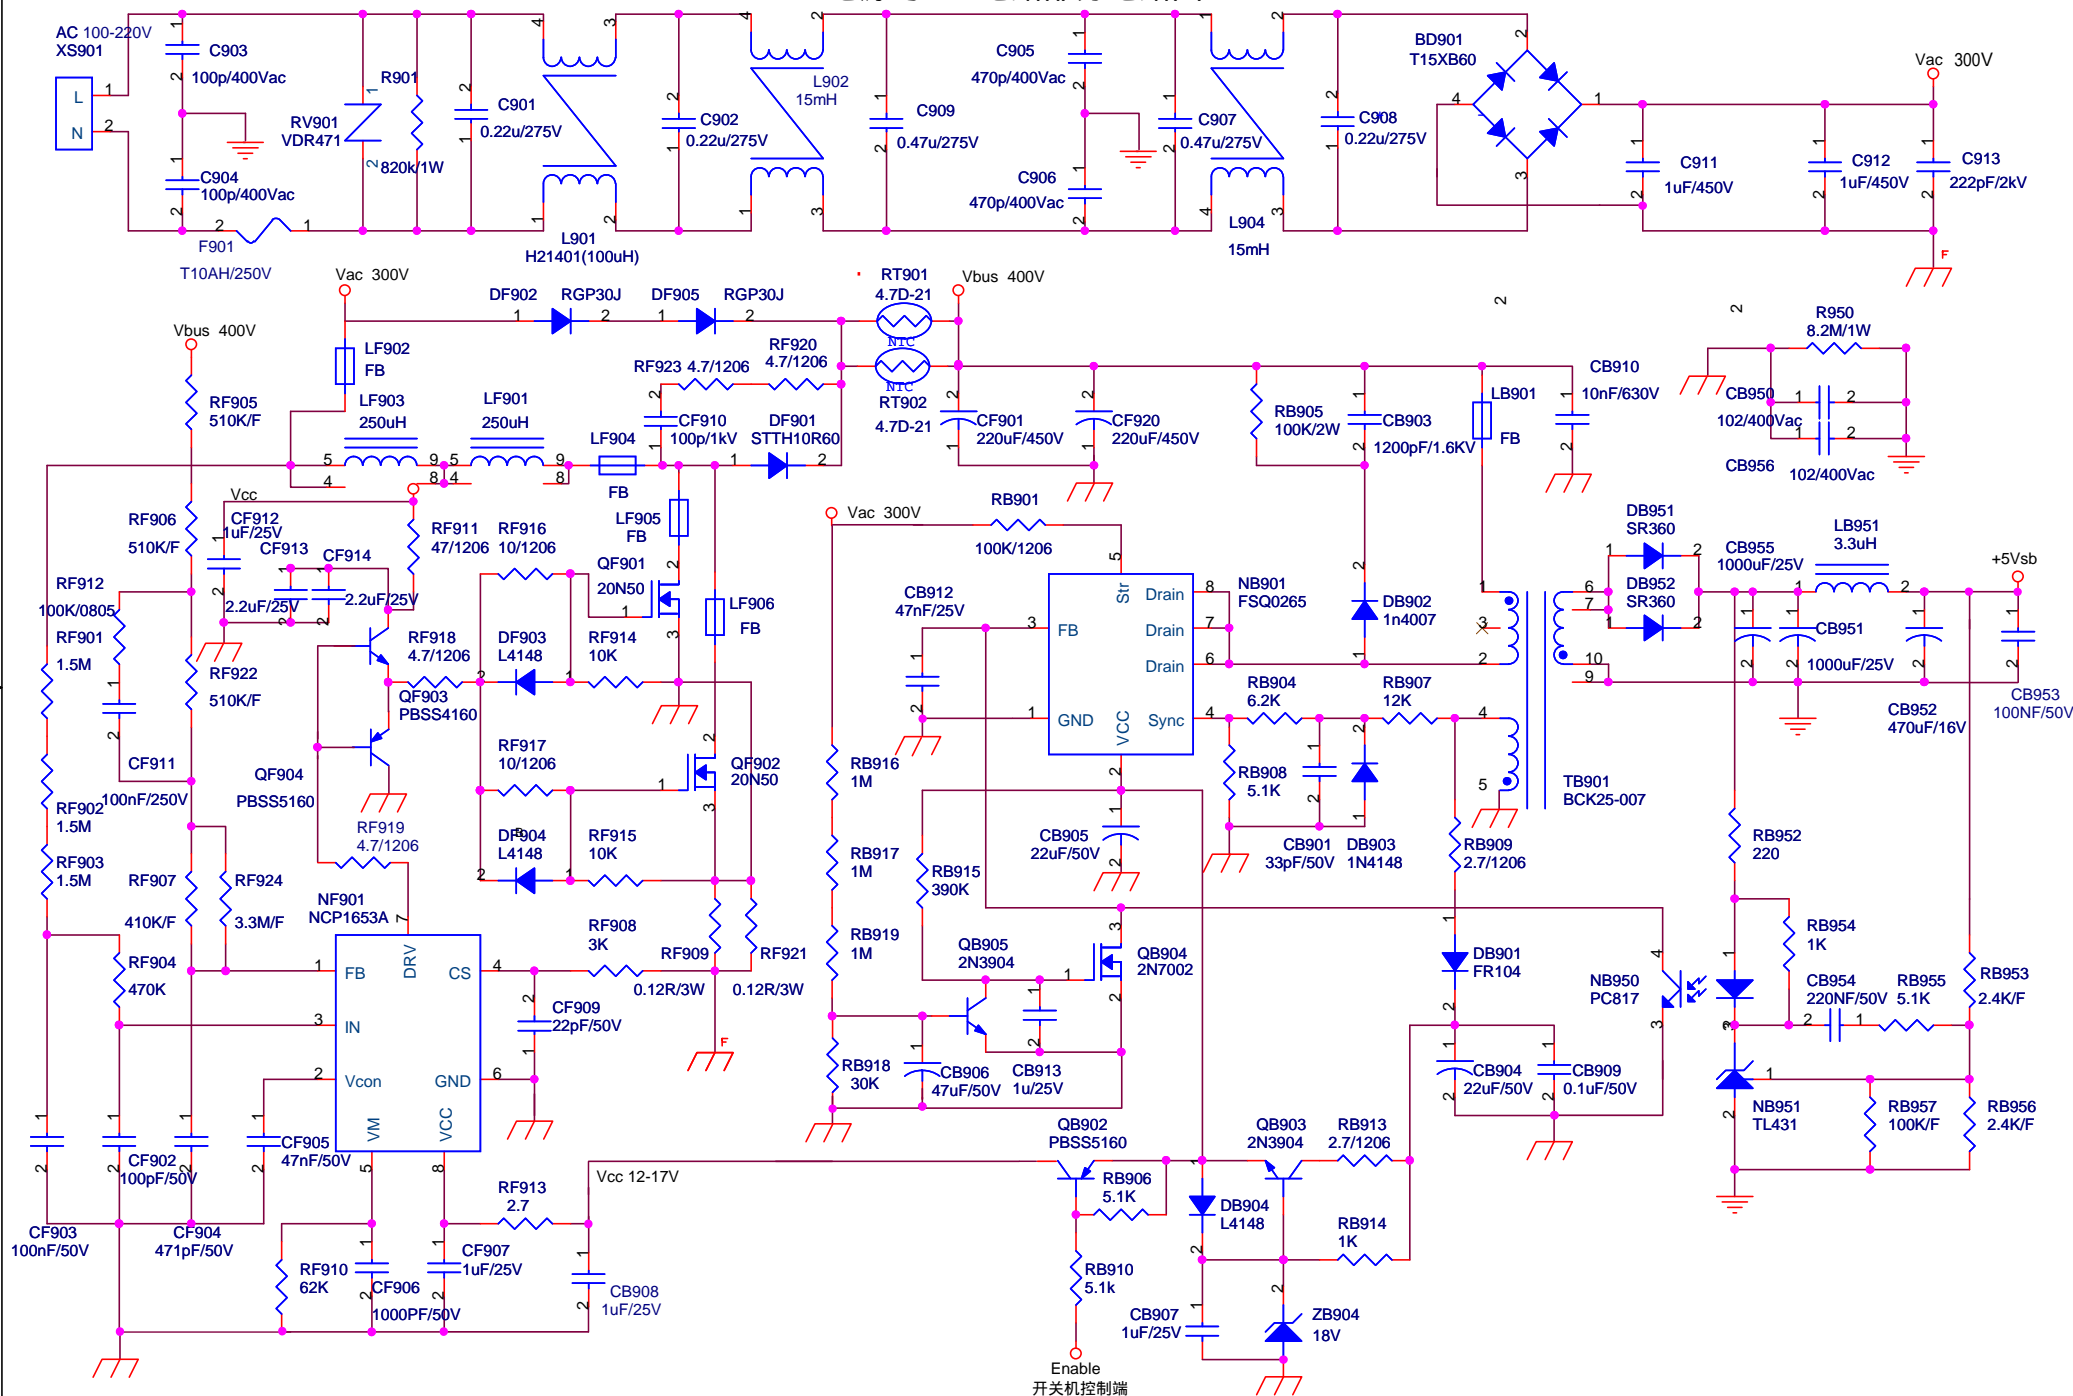 AC 100-220V
XS901
L
N
1
2
C903
100p/400Vac
C904
100p/400Vac
F901
T10AH/250V
RV901
VDR471
R901
820k/1W
C901
0.22u/275V
L901
H21401(100uH)
C902
0.22u/275V
L902
15mH
C909
0.47u/275V
C905
470p/400Vac
C906
470p/400Vac
C907
0.47u/275V
L904
15mH
C908
0.22u/275V
BD901
T15XB60
C911
1uF/450V
C912
1uF/450V
Vac 300V
C913
222pF/2kV
F
Vac 300V
DF902 RGP30J
DF905 RGP30J
RT901
4.7D-21
NTC
NTC
RT902
4.7D-21
Vbus 400V
Vbus 400V
LF902
FB
RF923 4.7/1206
RF920
4.7/1206
RF905
510K/F
LF903
250uH
LF901
250uH
LF904
FB
CF910
100p/1kV
DF901
STTH10R60
CF901
220uF/450V
CF920
220uF/450V
RB905
100K/2W
CB903
1200pF/1.6KV
LB901
FB
CB910
10nF/630V
R950
8.2M/1W
CB950
102/400Vac
CB956
102/400Vac
Vcc
RF906
510K/F
CF912
1uF/25V
CF913
2.2uF/25V
CF914
2.2uF/25V
RF911
47/1206
RF916
10/1206
QF901
20N50
LF905
FB
LF906
FB
RF912
100K/0805
RF901
1.5M
RF922
510K/F
RF918
4.7/1206
DF903
L4148
RF914
10K
QF903
PBSS4160
CF911
100nF/250V
QF904
PBSS5160
RF917
10/1206
QF902
20N50
RF902
1.5M
RF919
4.7/1206
DF904
L4148
RF915
10K
RF903
1.5M
RF907
410K/F
RF924
3.3M/F
NF901
NCP1653A
FB
DRV
CS
IN
Vcon
GND
VM
VCC
RF908
3K
RF909
0.12R/3W
RF921
0.12R/3W
RF904
470K
CF909
22pF/50V
F
CF903
100nF/50V
CF902
100pF/50V
CF904
471pF/50V
CF905
47nF/50V
RF913
2.7
Vcc 12-17V
RF910
62K
CF906
1000PF/50V
CF907
1uF/25V
CB908
1uF/25V
Vac 300V
RB901
100K/1206
CB912
47nF/25V
NB901
FSQ0265
Str
Drain
FB
Drain
Drain
GND
VCC
Sync
DB902
1n4007
RB904
6.2K
RB907
12K
RB908
5.1K
CB901
33pF/50V
DB903
1N4148
RB909
2.7/1206
TB901
BCK25-007
DB951
SR360
DB952
SR360
CB955
1000uF/25V
CB951
1000uF/25V
LB951
3.3uH
+5Vsb
CB952
470uF/16V
CB953
100NF/50V
RB916
1M
RB917
1M
RB919
1M
RB918
30K
RB915
390K
CB905
22uF/50V
QB905
2N3904
QB904
2N7002
CB906
47uF/50V
CB913
1u/25V
DB901
FR104
CB904
22uF/50V
CB909
0.1uF/50V
NB950
PC817
RB952
220
RB954
1K
CB954
220NF/50V
RB955
5.1K
RB953
2.4K/F
NB951
TL431
RB957
100K/F
RB956
2.4K/F
QB902
PBSS5160
RB906
5.1K
RB910
5.1k
Enable
开关机控制端
DB904
L4148
QB903
2N3904
RB913
2.7/1206
RB914
1K
CB907
1uF/25V
ZB904
18V